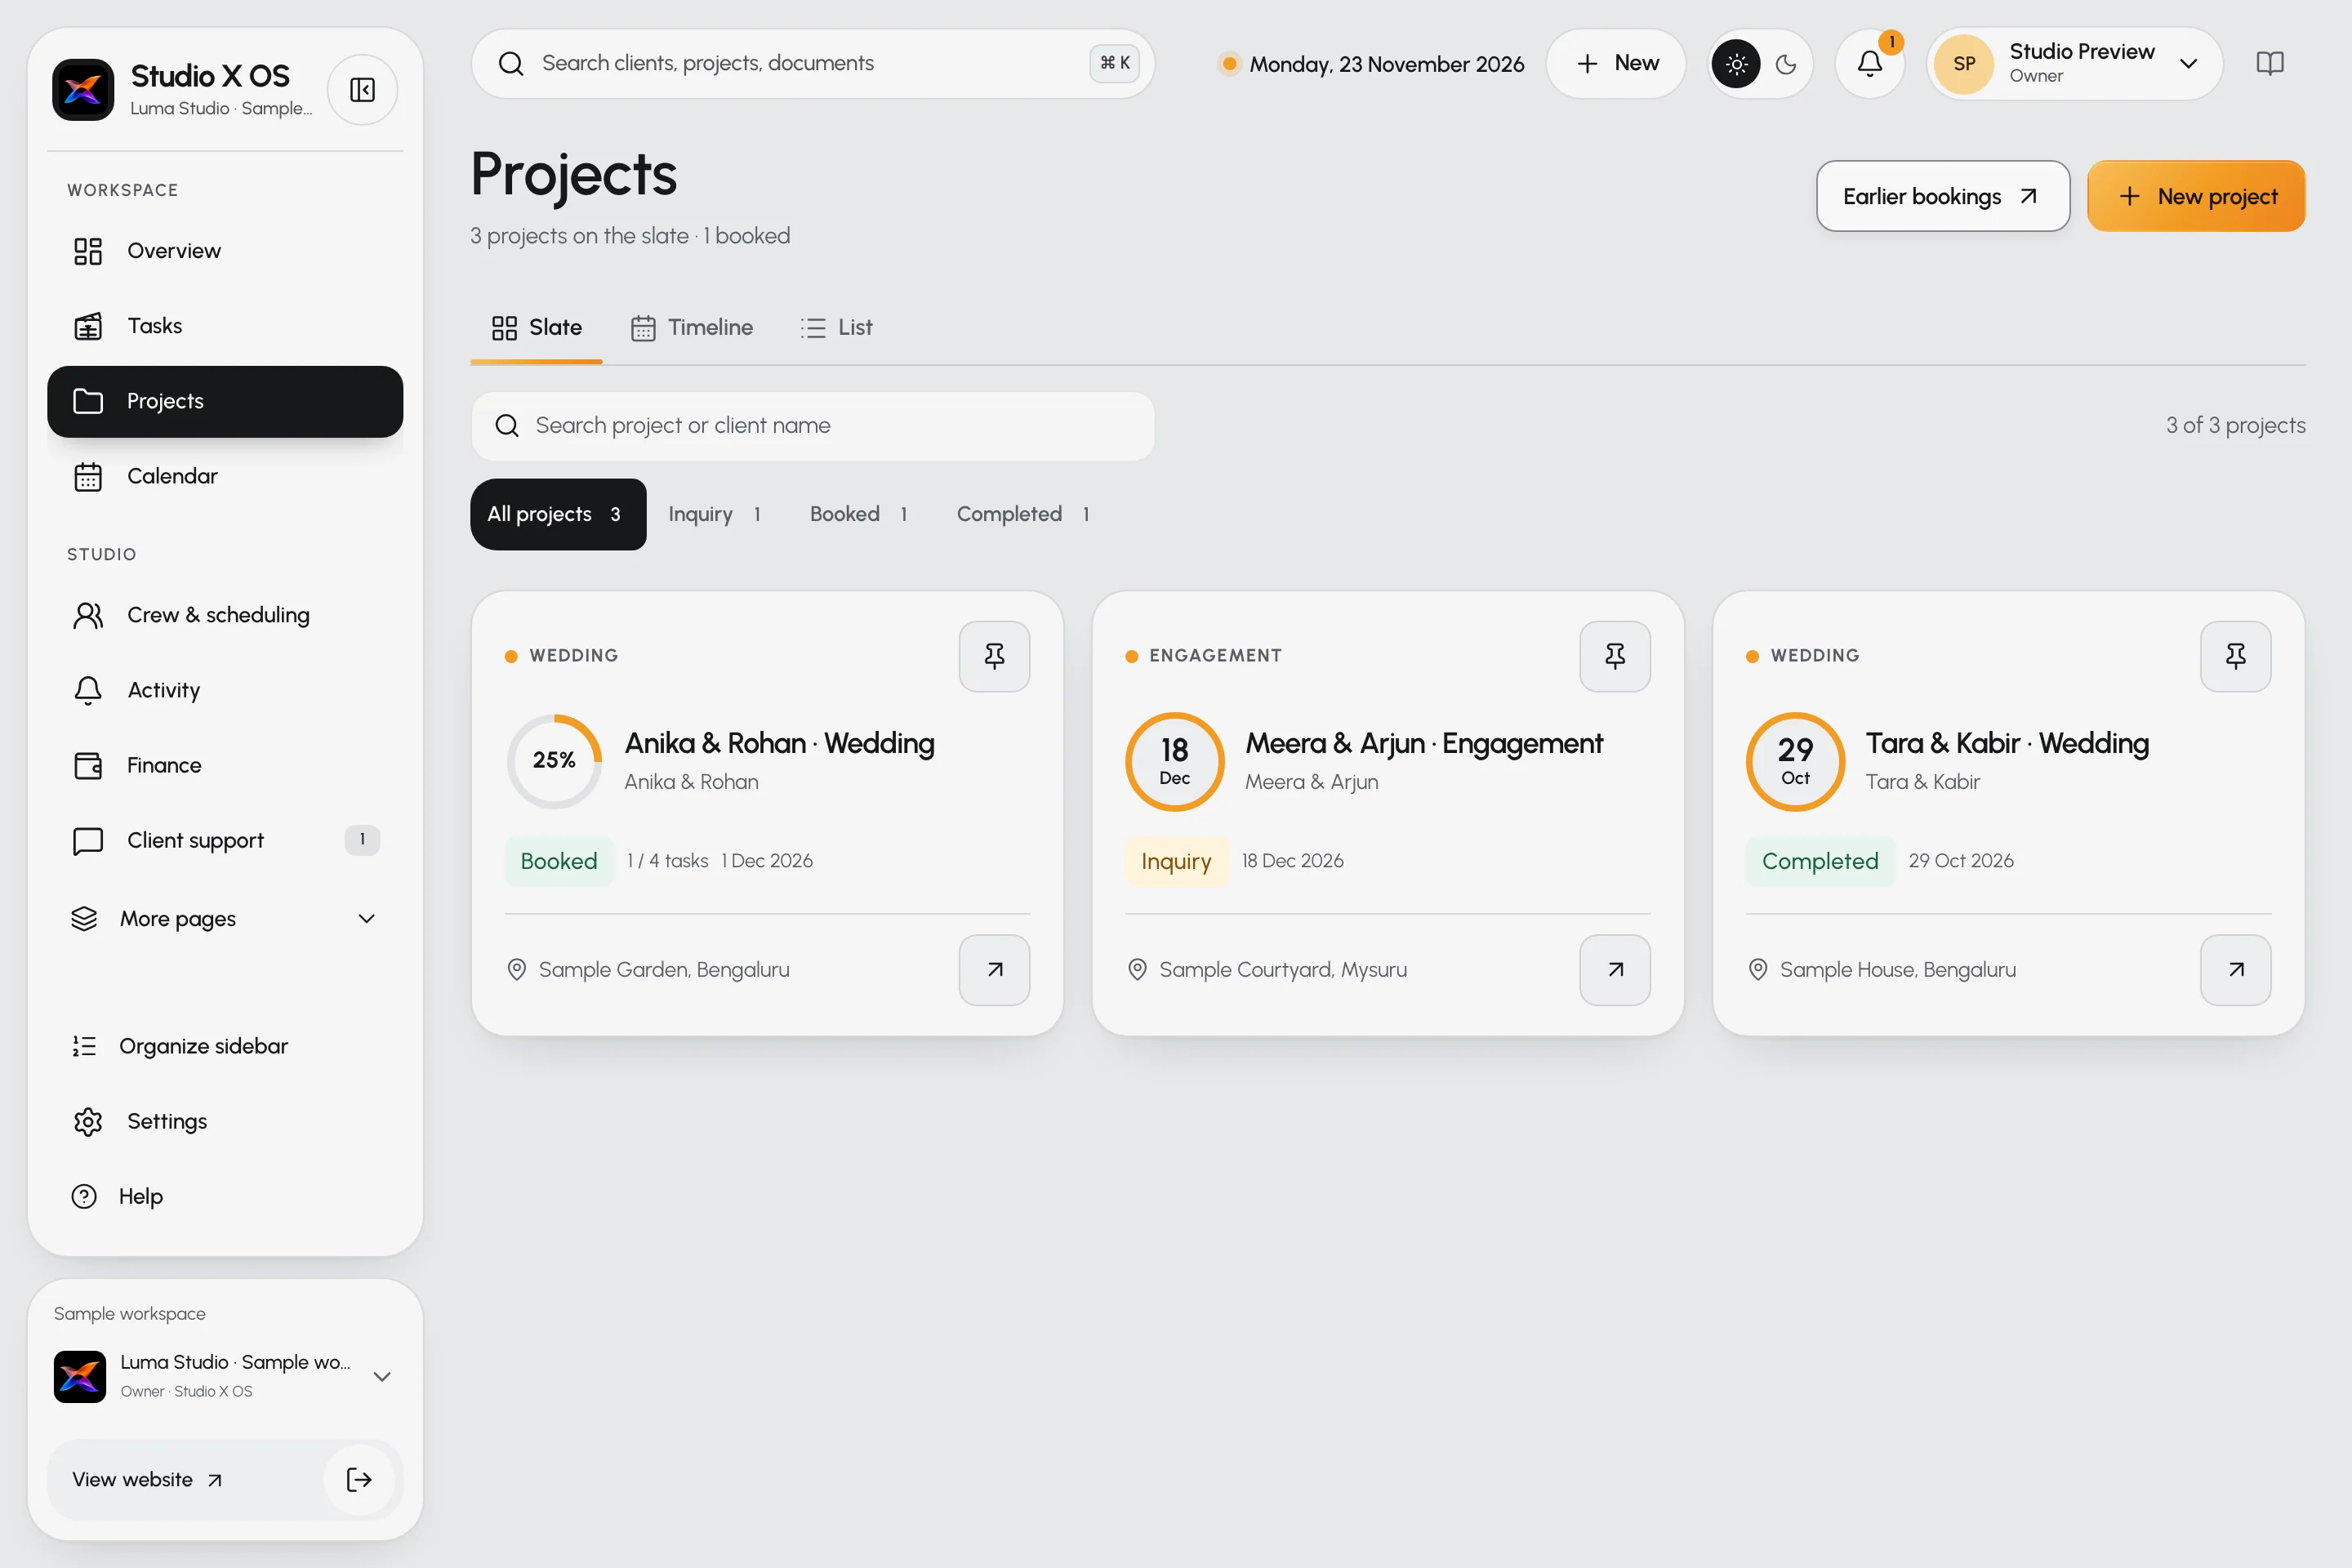 Studio X OS
Luma Studio · Sample...
WORKSPACE
Overview
Tasks
Projects
Calendar
STUDIO
Crew & scheduling
Activity
Finance
Client support 1
More pages
Organize sidebar
Settings
Help
Sample workspace
Luma Studio · Sample wo...
Owner · Studio X OS
View website
Search clients, projects, documents ⌘ K
Monday, 23 November 2026
New
1
SP
Studio Preview
Owner
Projects
3 projects on the slate · 1 booked
Earlier bookings
New project
Slate Timeline List
Search project or client name
3 of 3 projects
All projects 3 Inquiry 1 Booked 1 Completed 1
WEDDING
25%
Anika & Rohan · Wedding
Anika & Rohan
Booked 1 / 4 tasks 1 Dec 2026
Sample Garden, Bengaluru
ENGAGEMENT
18
Dec
Meera & Arjun · Engagement
Meera & Arjun
Inquiry 18 Dec 2026
Sample Courtyard, Mysuru
WEDDING
29
Oct
Tara & Kabir · Wedding
Tara & Kabir
Completed 29 Oct 2026
Sample House, Bengaluru